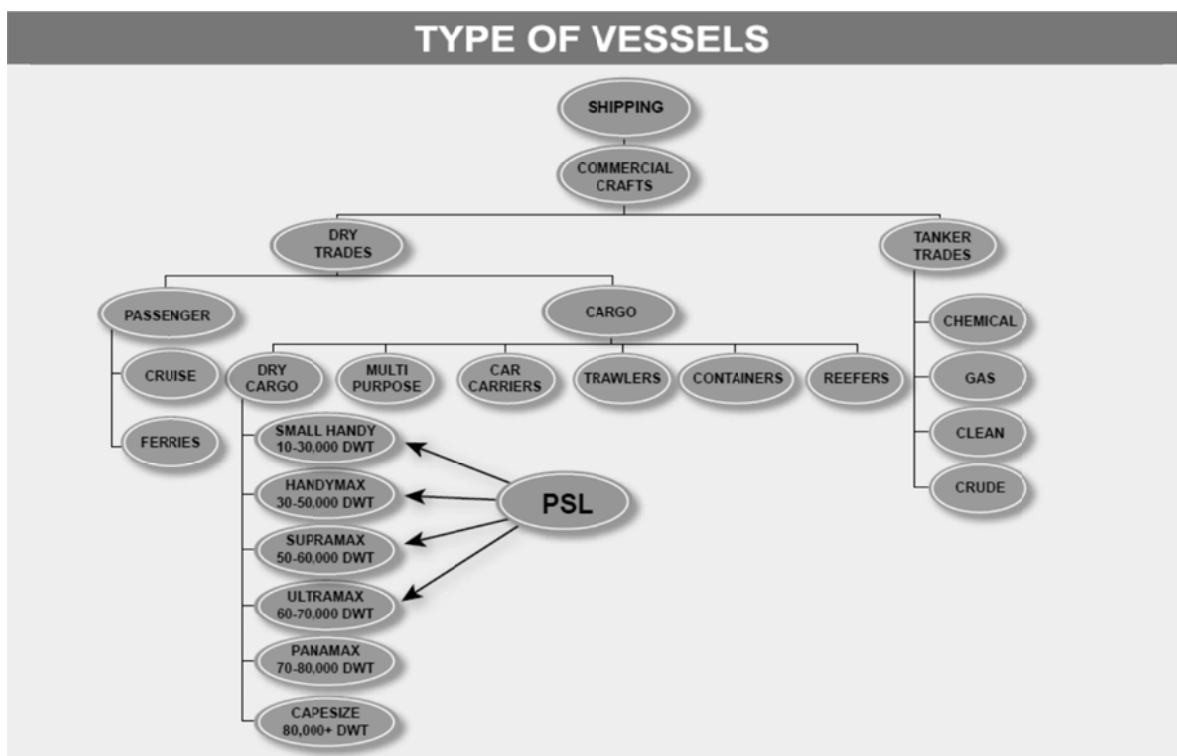 TYPE OF VESSELS
SHIPPING
COMMERCIAL
CRAFTS
DRY
TRADES
TANKER
TRADES
PASSENGER
CARGO
CHEMICAL
CRUISE
DRY
CARGO
MULTI
PURPOSE
CAR
CARRIERS
TRAWLERS
CONTAINERS
REEFERS
GAS
FERRIES
SMALL HANDY
10-30,000 DWT
CLEAN
HANDYMAX
30-50,000 DWT
PSL
CRUDE
SUPRAMAX
50-60,000 DWT
ULTRAMAX
60-70,000 DWT
PANAMAX
70-80,000 DWT
CAPESIZE
80,000+ DWT